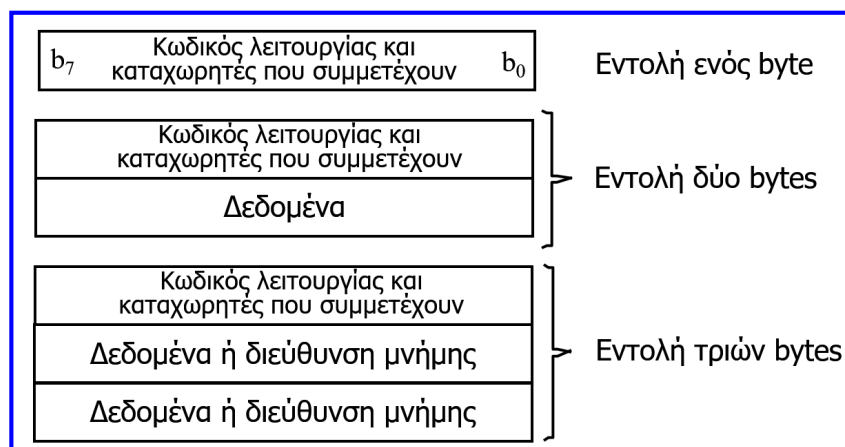 b7
Κωδικός λειτουργίας και
καταχωρητές που συμμετέχουν
b0
Εντολή ενός byte
Κωδικός λειτουργίας και
καταχωρητές που συμμετέχουν
Δεδομένα
Εντολή δύο bytes
Κωδικός λειτουργίας και
καταχωρητές που συμμετέχουν
Δεδομένα ή διεύθυνση μνήμης
Δεδομένα ή διεύθυνση μνήμης
Εντολή τριών bytes